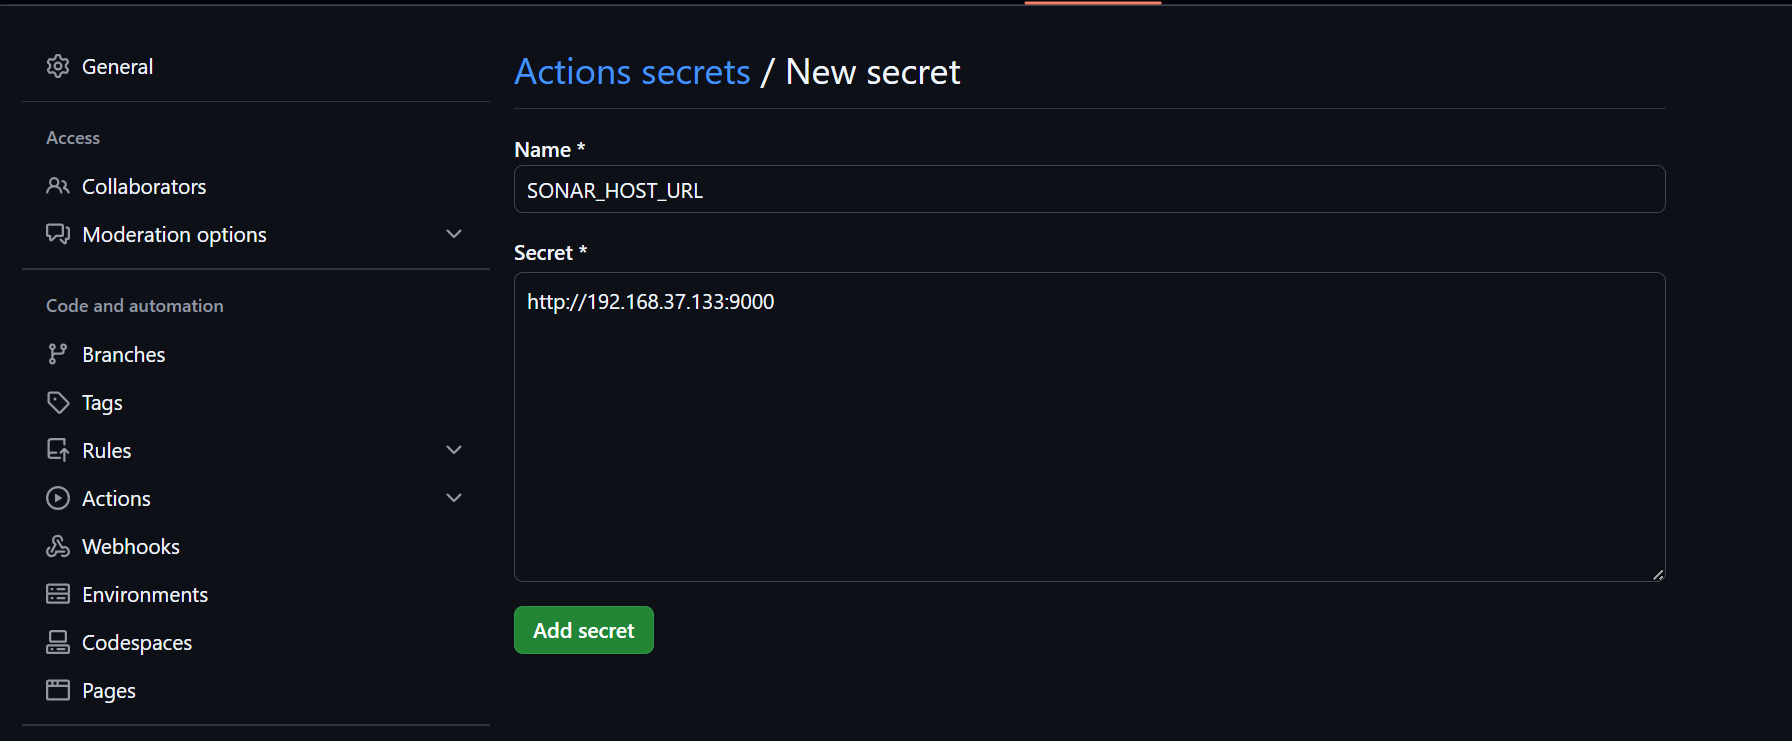 General
Access
Collaborators
Moderation options
Code and automation
Branches
Tags
Rules
Actions
Webhooks
Environments
Codespaces
Pages
Actions secrets / New secret
Name *
SONAR_HOST_URL
Secret *
http://192.168.37.133:9000
Add secret